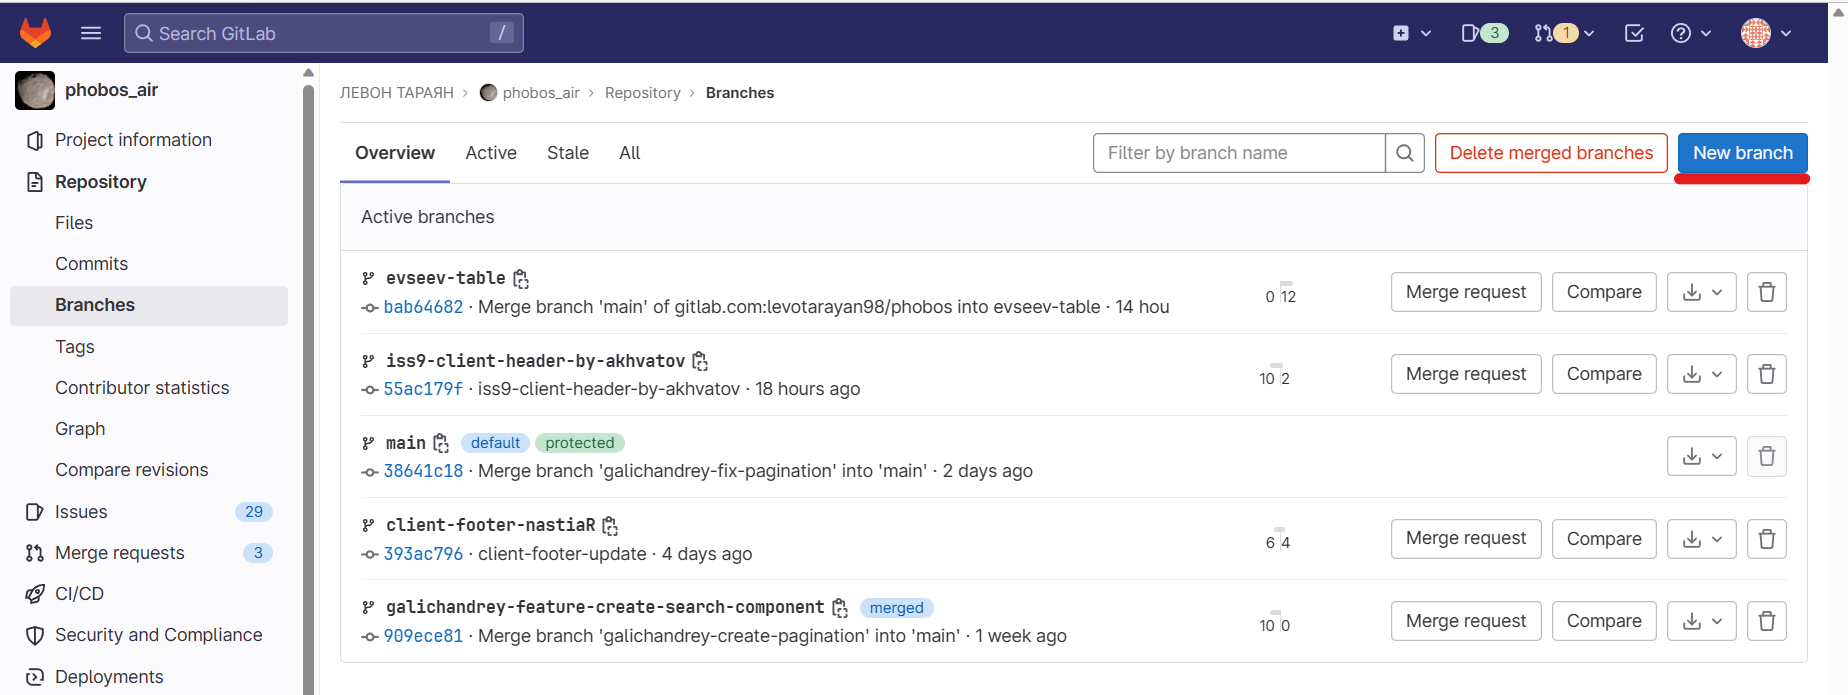 Search GitLab /
3
1
phobos_air
Project information
Repository
Files
Commits
Branches
Tags
Contributor statistics
Graph
Compare revisions
Issues 29
Merge requests 3
CI/CD
Security and Compliance
Deployments
ЛЕВОН ТАРАЯН › phobos_air › Repository › Branches
Overview Active Stale All
Filter by branch name
Delete merged branches
New branch
Active branches
evseev-table
bab64682 · Merge branch 'main' of gitlab.com:levotarayan98/phobos into evseev-table · 14 hou
0 12
Merge request Compare
iss9-client-header-by-akhvatov
55ac179f · iss9-client-header-by-akhvatov · 18 hours ago
10 2
Merge request Compare
main default protected
38641c18 · Merge branch 'galichandrey-fix-pagination' into 'main' · 2 days ago
client-footer-nastiaR
393ac796 · client-footer-update · 4 days ago
6 4
Merge request Compare
galichandrey-feature-create-search-component merged
909ece81 · Merge branch 'galichandrey-create-pagination' into 'main' · 1 week ago
10 0
Merge request Compare